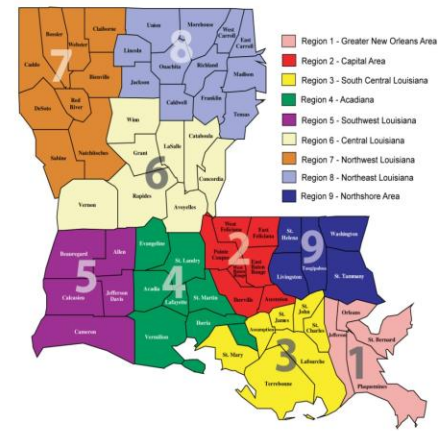 Union
Morehouse
West
Carroll
East
Carroll
Claiborne
Bossier
Webster
Lincoln
8
Caddo
7
Ouachita
Richland
Madison
Bienville
Jackson
Red
River
Caldwell
Franklin
DeSoto
Tensas
Winn
Sabine
Natchitoches
LaSalle
Catahoula
Grant
6
Concordia
Vernon
Rapides
Avoyelles
West
Feliciana
East
Feliciana
St.
Helena
Washington
Beauregard
Allen
Evangeline
2
9
Pointe
Coupee
St. Landry
West
Baton
Rouge
East
Baton
Rouge
Tangipahoa
5
4
Livingston
St. Tammany
Calcasieu
Jefferson
Davis
Acadia
Lafayette
St. Martin
Iberville
Ascension
Cameron
Vermilion
Iberia
Assumption
St.
James
St.
John
Orleans
St.
Charles
Jefferson
St. Bernard
St. Mary
3
Lafourche
1
Terrebonne
Plaquemines
Region 1 - Greater New Orleans Area
Region 2 - Capital Area
Region 3 - South Central Louisiana
Region 4 - Acadiana
Region 5 - Southwest Louisiana
Region 6 - Central Louisiana
Region 7 - Northwest Louisiana
Region 8 - Northeast Louisiana
Region 9 - Northshore Area